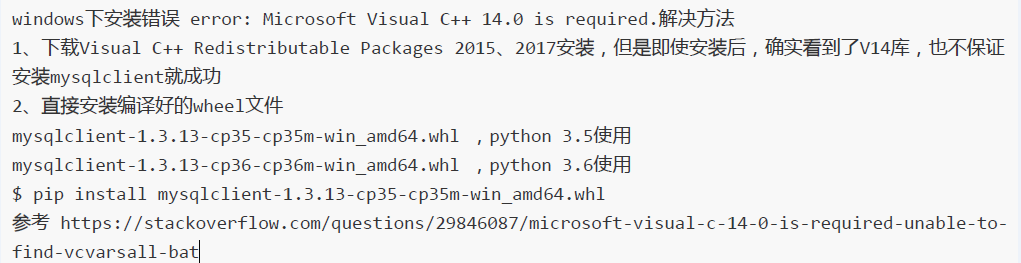 windows下安装错误 error: Microsoft Visual C++ 14.0 is required.解决方法
1、下载Visual C++ Redistributable Packages 2015、2017安装，但是即使安装后，确实看到了V14库，也不保证
安装mysqlclient就成功
2、直接安装编译好的wheel文件
mysqlclient-1.3.13-cp35-cp35m-win_amd64.whl ，python 3.5使用
mysqlclient-1.3.13-cp36-cp36m-win_amd64.whl ，python 3.6使用
$ pip install mysqlclient-1.3.13-cp35-cp35m-win_amd64.whl
参考 https://stackoverflow.com/questions/29846087/microsoft-visual-c-14-0-is-required-unable-to-
find-vcvarsall-bat